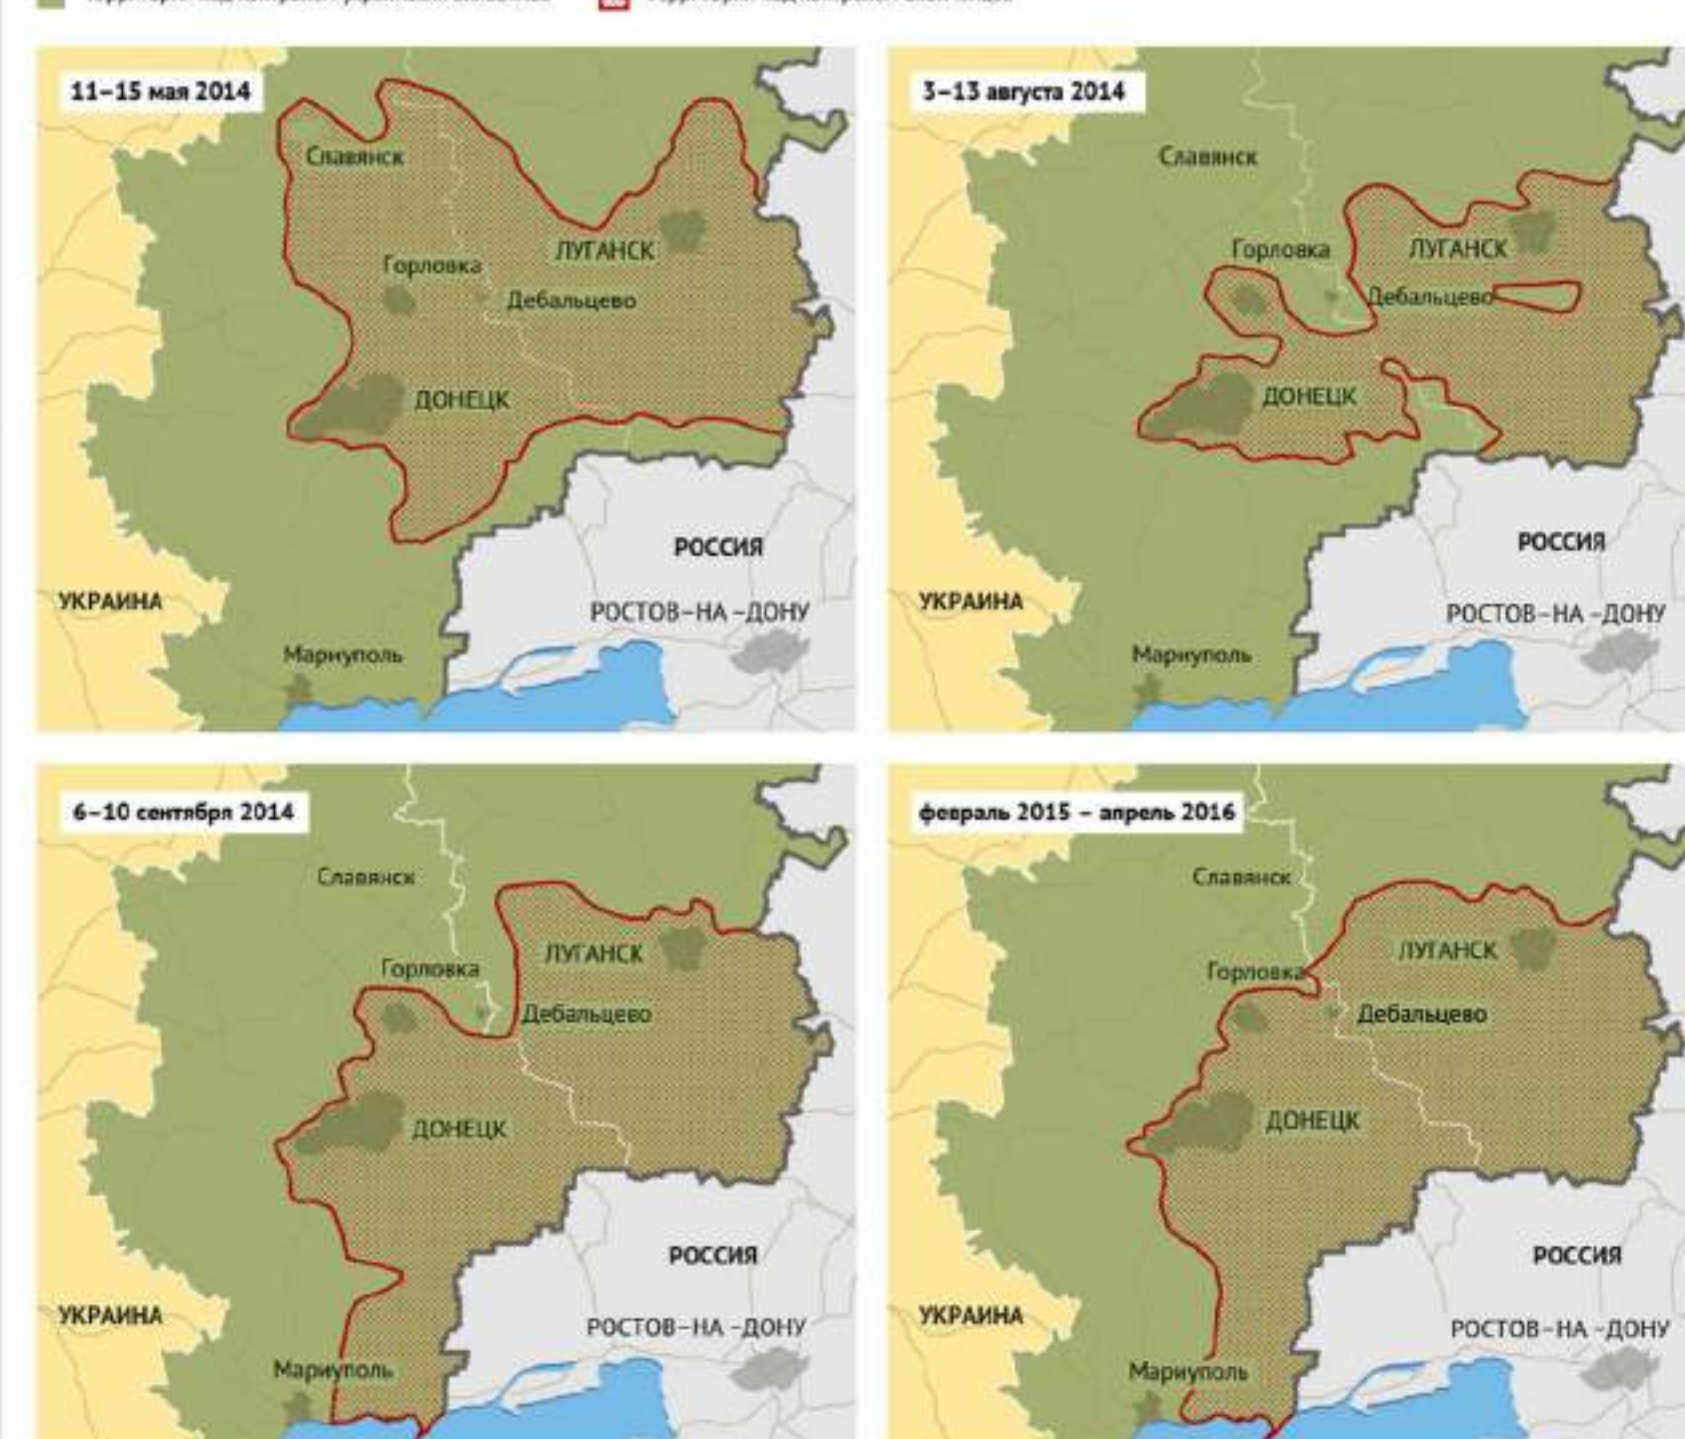 11–15 мая 2014
Славянск
ЛУГАНСК
Горловка
Дебальцево
ДОНЕЦК
РОССИЯ
УКРАИНА
РОСТОВ–НА –ДОНУ
Мариуполь
3–13 августа 2014
Славянск
Горловка
ЛУГАНСК
Дебальцево
ДОНЕЦК
РОССИЯ
УКРАИНА
РОСТОВ–НА –ДОНУ
Мариуполь
6–10 сентября 2014
Славянск
ЛУГАНСК
Горловка
Дебальцево
ДОНЕЦК
РОССИЯ
УКРАИНА
РОСТОВ–НА –ДОНУ
Мариуполь
февраль 2015 – апрель 2016
Славянск
ЛУГАНСК
Горловка
Дебальцево
ДОНЕЦК
РОССИЯ
УКРАИНА
РОСТОВ–НА –ДОНУ
Мариуполь